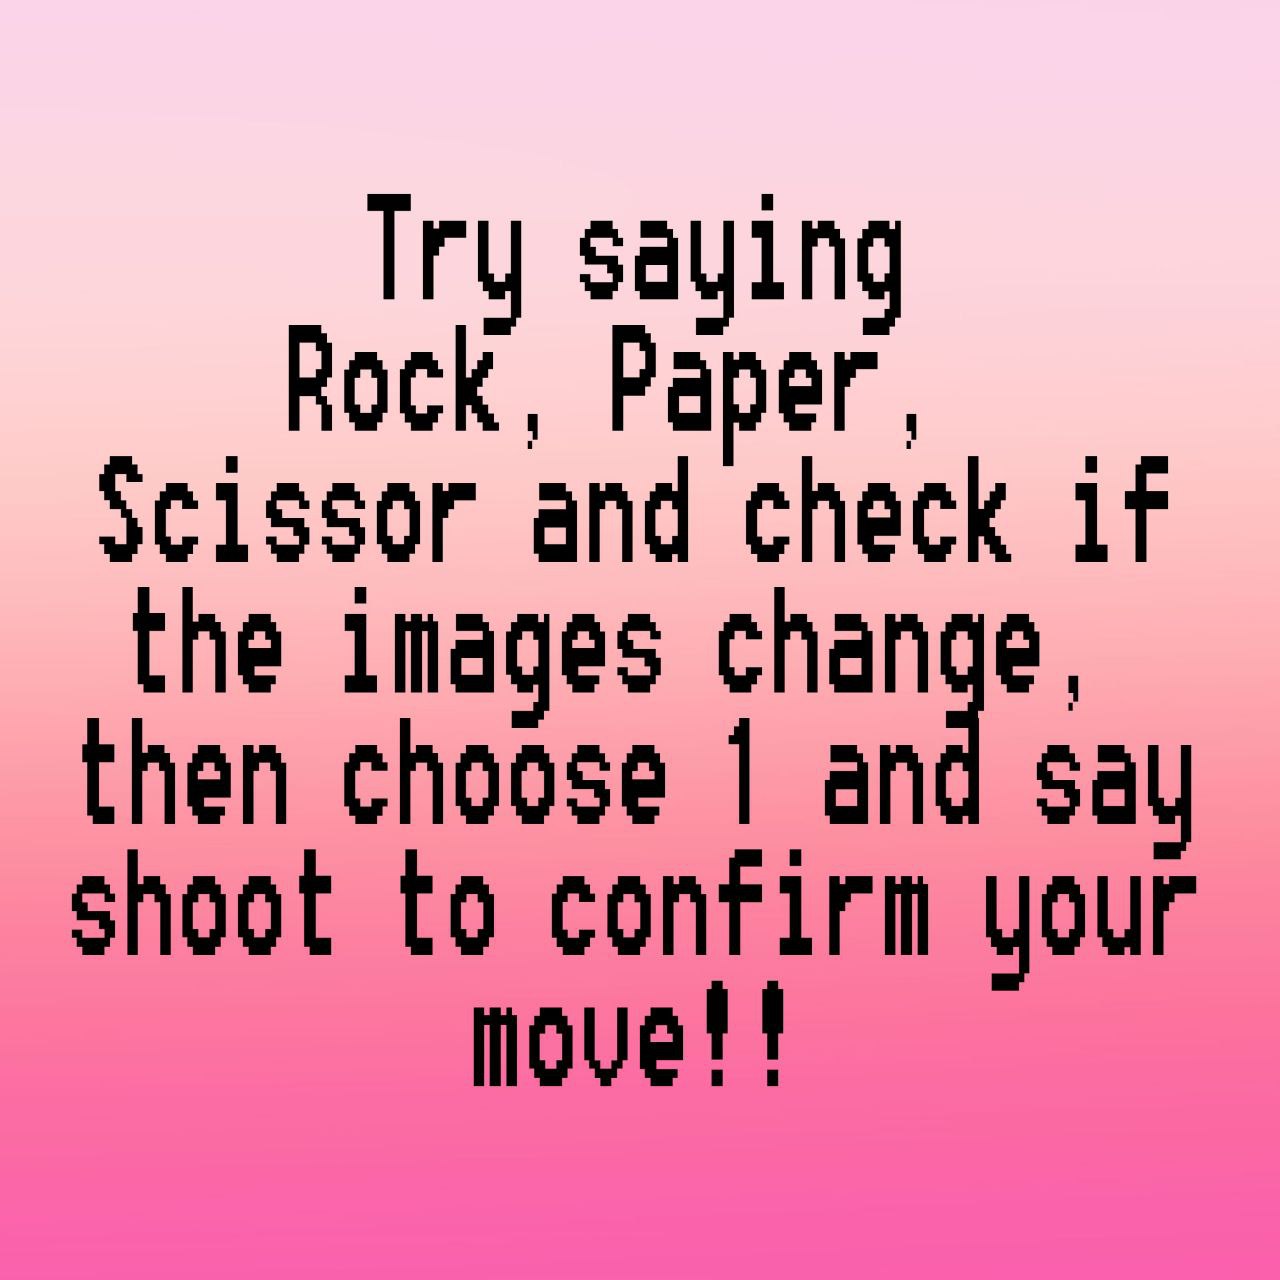 Try saying
Rock, Paper,
Scissor and check if
the images change,
then choose 1 and say
shoot to confirm your
move!!